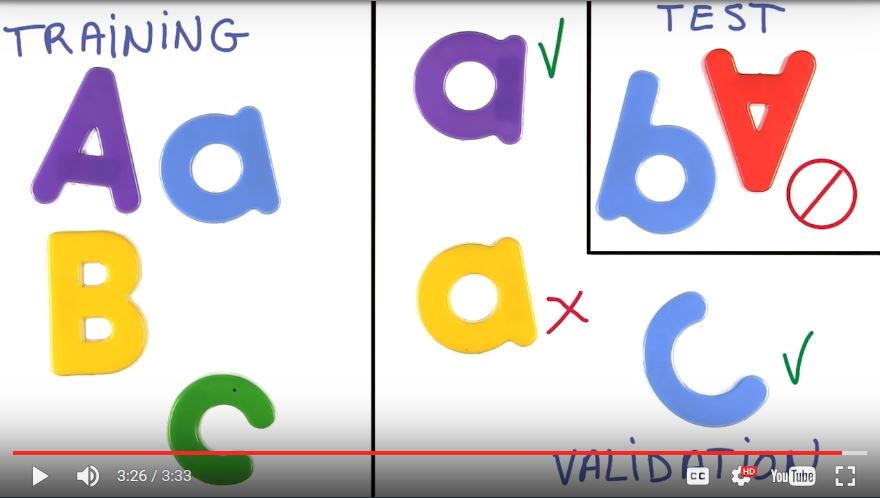 TRAINING
A a
B
c
a ✓
a ×
TEST
b A
c ✓
VALIDATION
3:26 / 3:33
CC
HD
YouTube